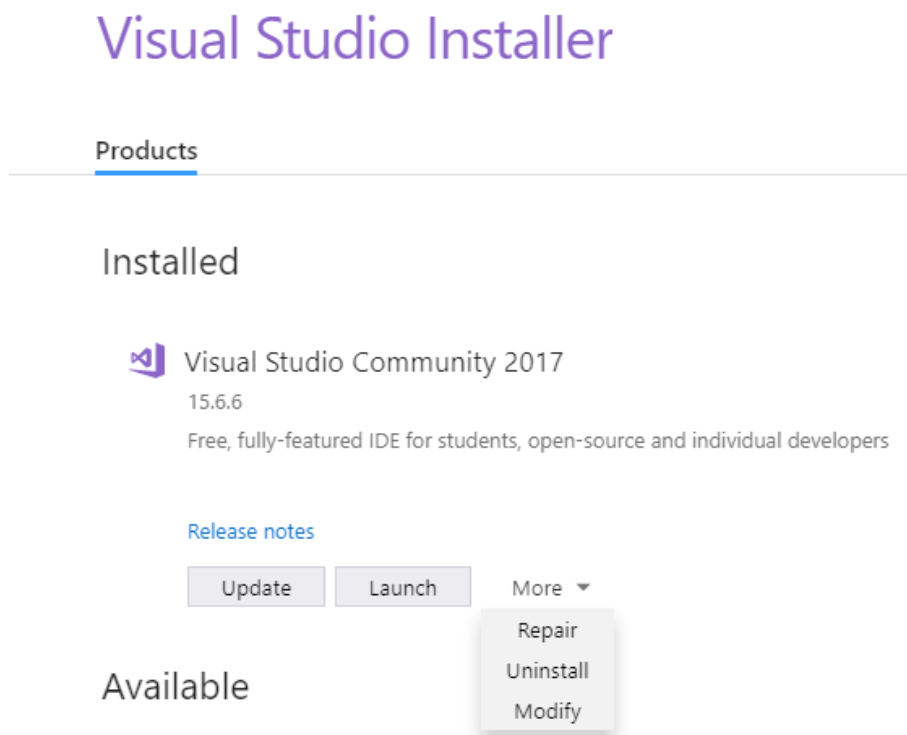 Visual Studio Installer
Products
Installed
Visual Studio Community 2017
15.6.6
Free, fully-featured IDE for students, open-source and individual developers
Release notes
Update Launch More
Repair
Uninstall
Modify
Available